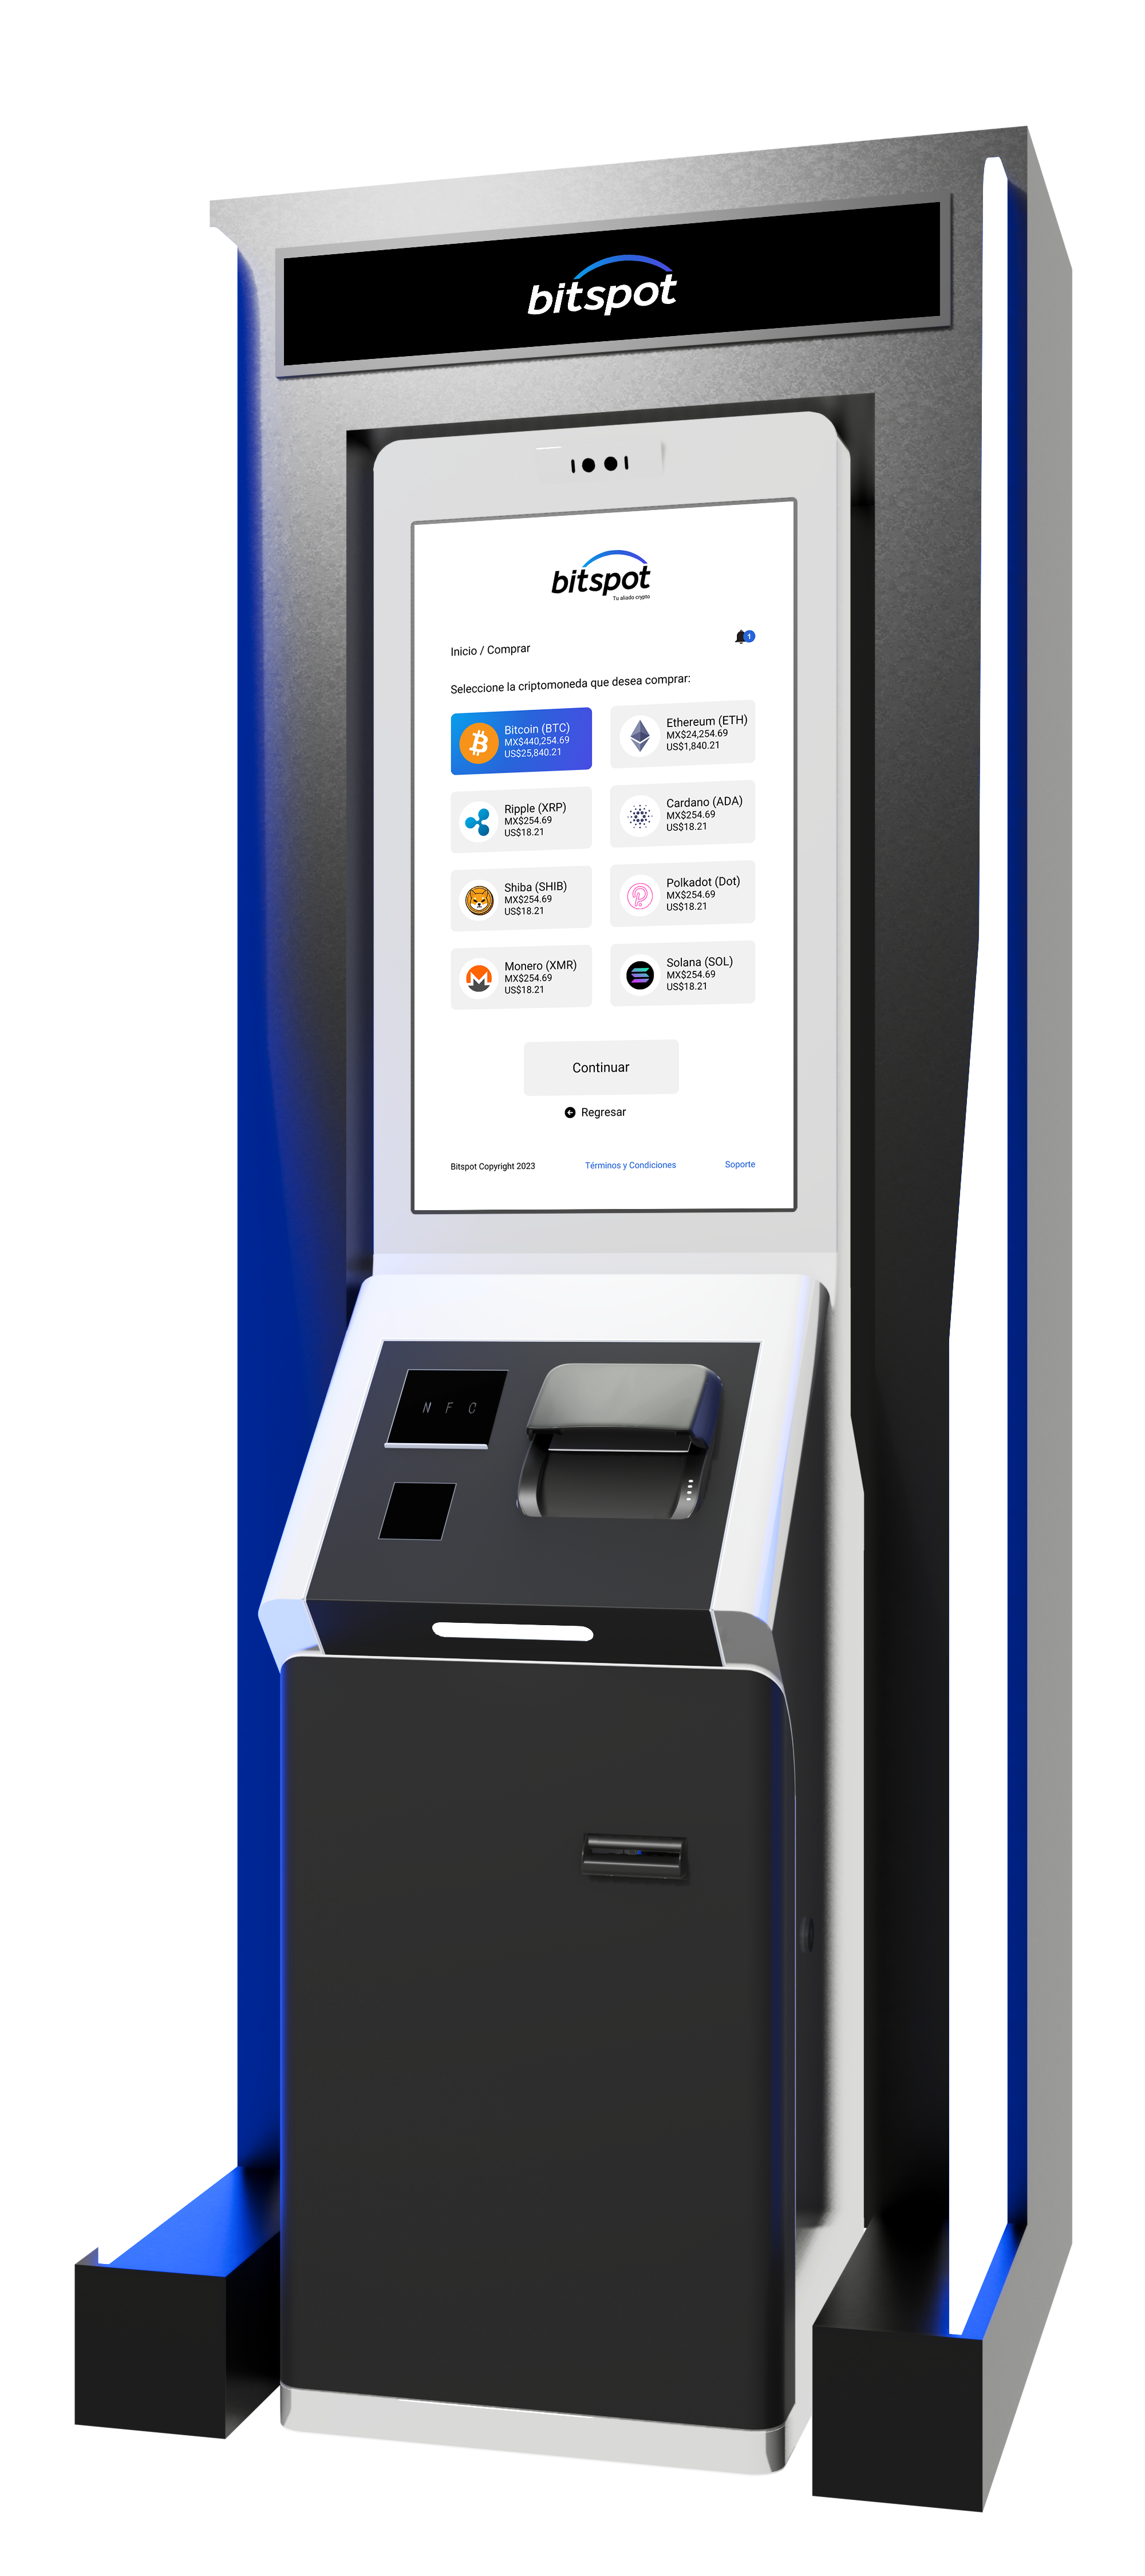 bitspot
bitspot
Tu aliado crypto
1
Inicio / Comprar
Seleccione la criptomoneda que desea comprar:
Bitcoin (BTC)
MX$440,254.69
US$25,840.21
Ethereum (ETH)
MX$24,254.69
US$1,840.21
Ripple (XRP)
MX$254.69
US$18.21
Cardano (ADA)
MX$254.69
US$18.21
Shiba (SHIB)
MX$254.69
US$18.21
Polkadot (Dot)
MX$254.69
US$18.21
Monero (XMR)
MX$254.69
US$18.21
Solana (SOL)
MX$254.69
US$18.21
Continuar
Regresar
Bitspot Copyright 2023 Términos y Condiciones Soporte
N F C